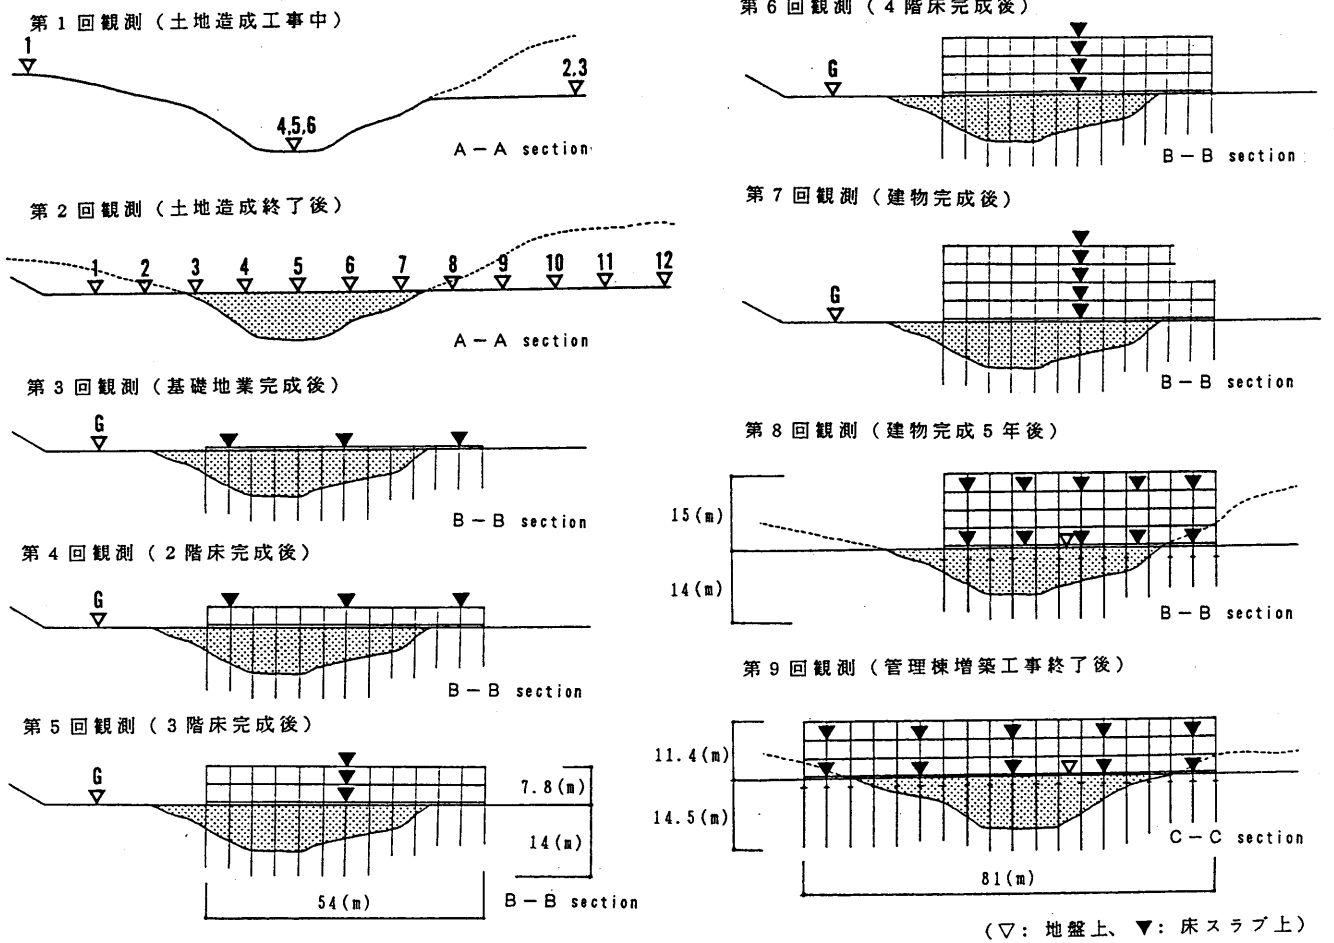 第1回観測(土地造成工事中)
1
2,3
4,5,6
A-A section
第2回観測(土地造成終了後)
1 2 3 4 5 6 7 8 9 10 11 12
A-A section
第3回観測(基礎地業完成後)
G
B-B section
第4回観測(2階床完成後)
G
B-B section
第5回観測(3階床完成後)
G
7.8(m)
14(m)
54(m)
B-B section
第6回観測(4階床完成後)
G
B-B section
第7回観測(建物完成後)
G
B-B section
第8回観測(建物完成5年後)
15(m)
14(m)
B-B section
第9回観測(管理棟増築工事終了後)
11.4(m)
14.5(m)
C-C section
81(m)
(▽: 地盤上、▼: 床スラブ上)